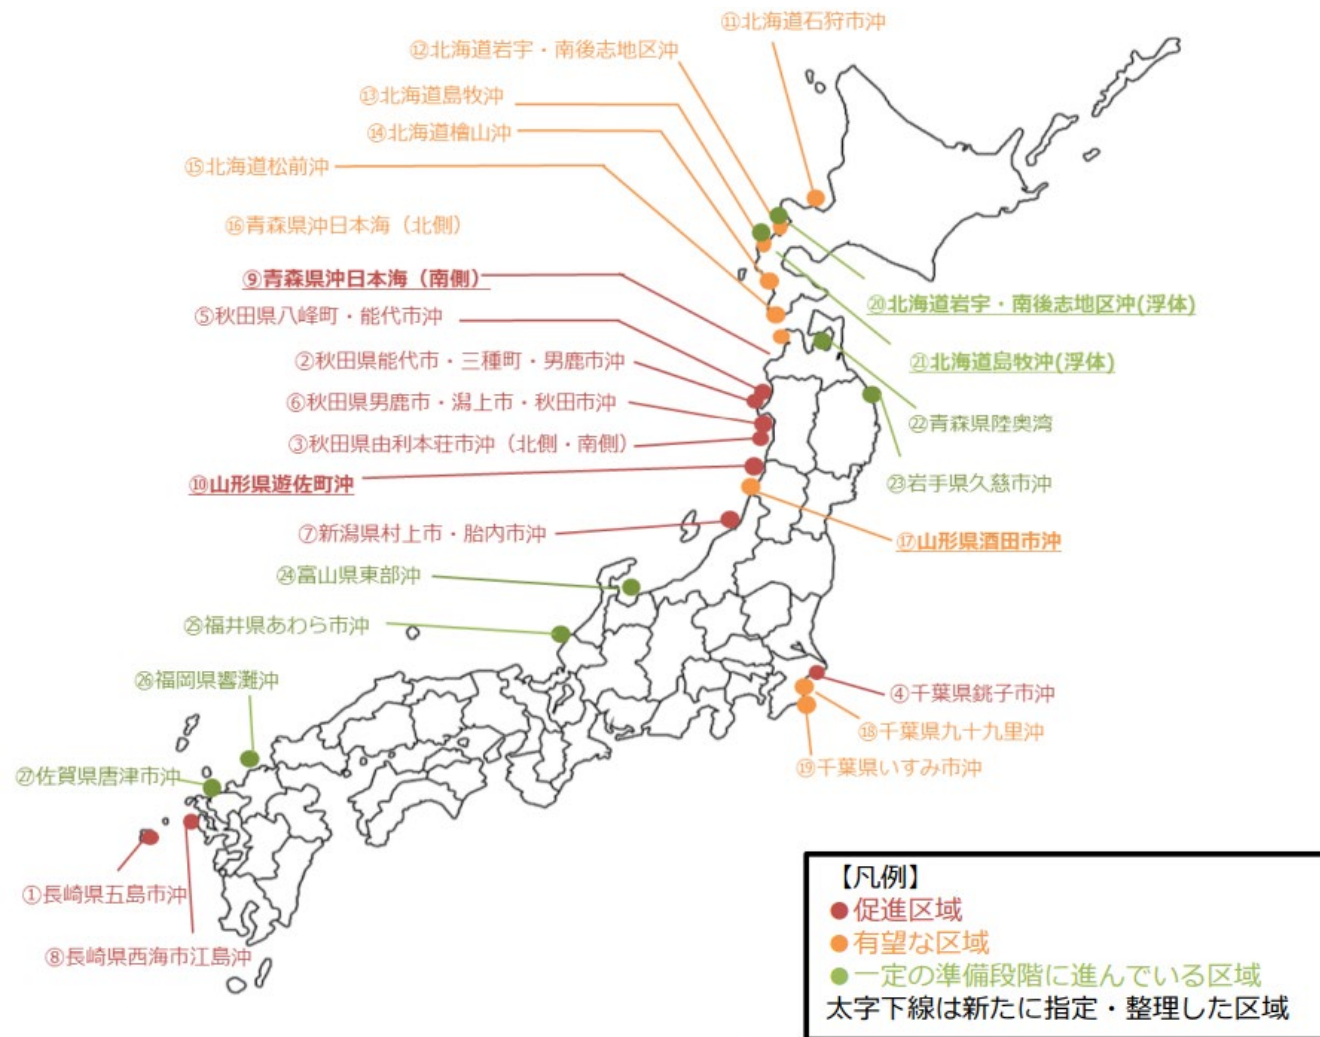 ⑪北海道石狩市沖
⑫北海道岩宇・南後志地区沖
⑬北海道島牧沖
⑭北海道檜山沖
⑮北海道松前沖
⑯青森県沖日本海（北側）
⑨青森県沖日本海（南側）
⑤秋田県八峰町・能代市沖
②秋田県能代市・三種町・男鹿市沖
⑥秋田県男鹿市・潟上市・秋田市沖
③秋田県由利本荘市沖（北側・南側）
⑩山形県遊佐町沖
⑦新潟県村上市・胎内市沖
㉔富山県東部沖
㉕福井県あわら市沖
㉖福岡県響灘沖
㉗佐賀県唐津市沖
①長崎県五島市沖
⑧長崎県西海市江島沖
⑳北海道岩宇・南後志地区沖(浮体)
㉑北海道島牧沖(浮体)
㉒青森県陸奥湾
㉓岩手県久慈市沖
⑰山形県酒田市沖
④千葉県銚子市沖
⑱千葉県九十九里沖
⑲千葉県いすみ市沖
【凡例】
●促進区域
●有望な区域
●一定の準備段階に進んでいる区域
太字下線は新たに指定・整理した区域